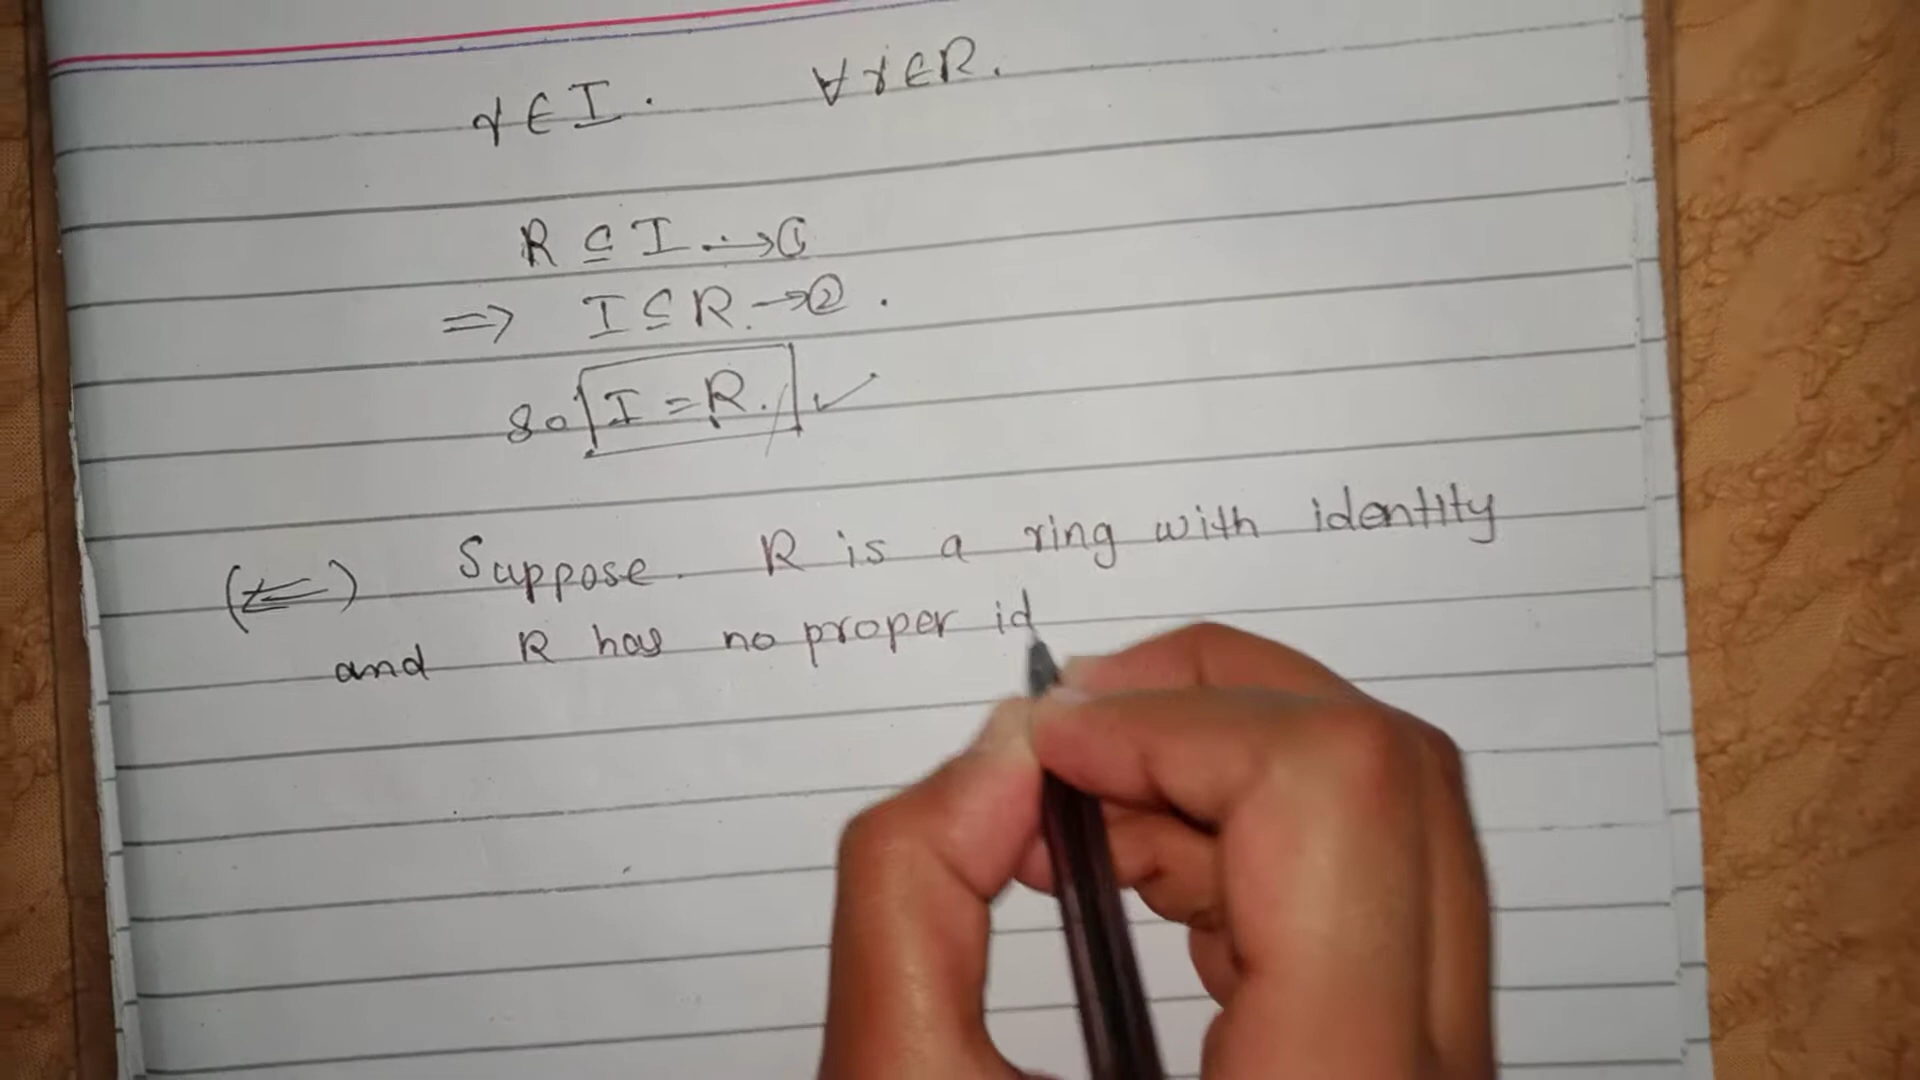 r ∈ I. ∀ r ∈ R.
R ⊆ I. → ①
⇒ I ⊆ R. → ② .
So I = R. ✓
(⇐) Suppose. R is a ring with identity
and R has no proper id